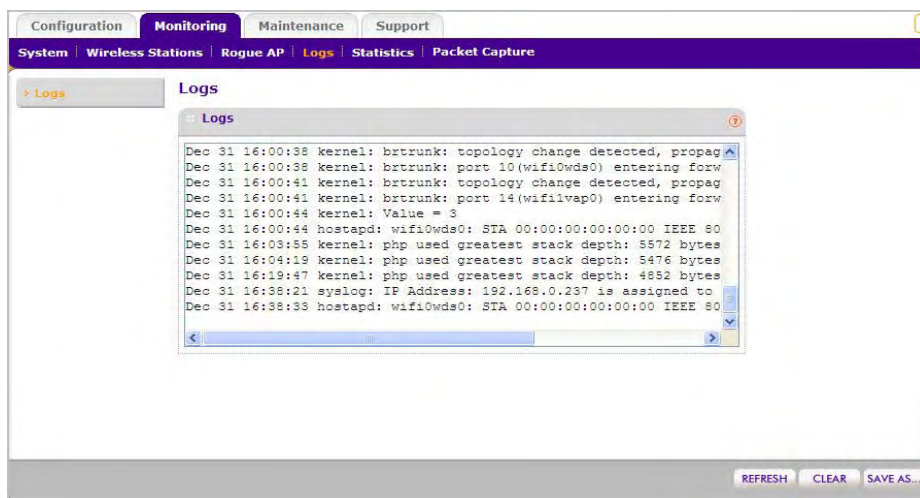 Configuration Monitoring Maintenance Support
System Wireless Stations Rogue AP Logs Statistics Packet Capture
> Logs
Logs
Logs
Dec 31 16:00:38 kernel: brtrunk: topology change detected, propag
Dec 31 16:00:38 kernel: brtrunk: port 10(wifi0wds0) entering forw
Dec 31 16:00:41 kernel: brtrunk: topology change detected, propag
Dec 31 16:00:41 kernel: brtrunk: port 14(wifi1vap0) entering forw
Dec 31 16:00:44 kernel: Value = 3
Dec 31 16:00:44 hostapd: wifi0wds0: STA 00:00:00:00:00:00 IEEE 80
Dec 31 16:03:55 kernel: php used greatest stack depth: 5572 bytes
Dec 31 16:04:19 kernel: php used greatest stack depth: 5476 bytes
Dec 31 16:19:47 kernel: php used greatest stack depth: 4852 bytes
Dec 31 16:38:21 syslog: IP Address: 192.168.0.237 is assigned to
Dec 31 16:38:33 hostapd: wifi0wds0: STA 00:00:00:00:00:00 IEEE 80
REFRESH CLEAR SAVE AS...